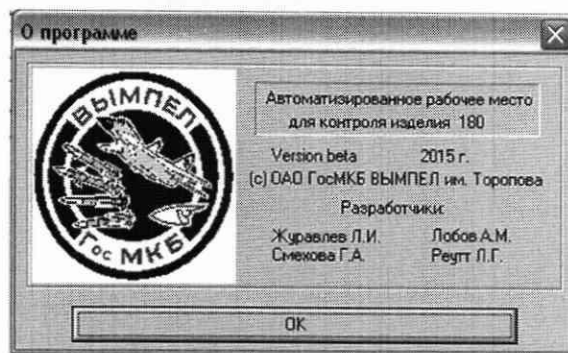 О программе
ВЫМПЕЛ
Гос МКБ
Автоматизированное рабочее место
для контроля изделия 180
Version beta 2015 г.
(с) ОАО ГосМКБ ВЫМПЕЛ им. Торопова
Разработчики:
Журавлев Л.И. Лобов А.М.
Смехова Г.А. Реутт Л.Г.
OK